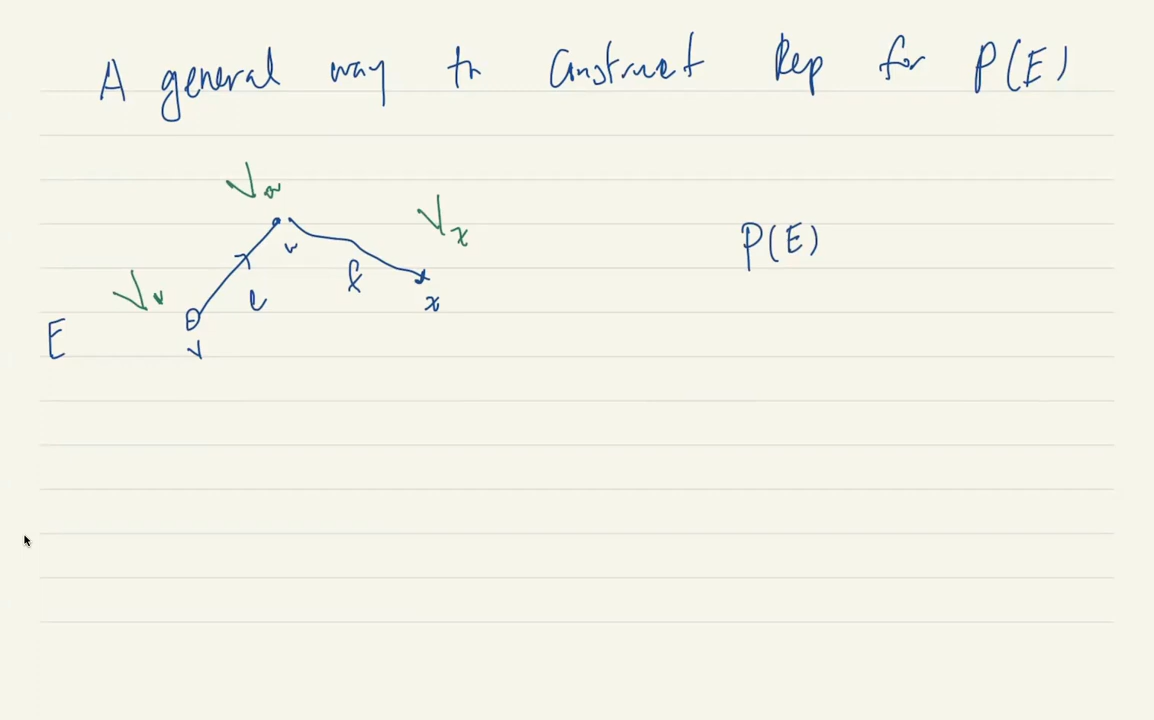 A general way to Construct Rep for P(E)
V_w
V_x
P(E)
w
V_v
e
f
x
E
v